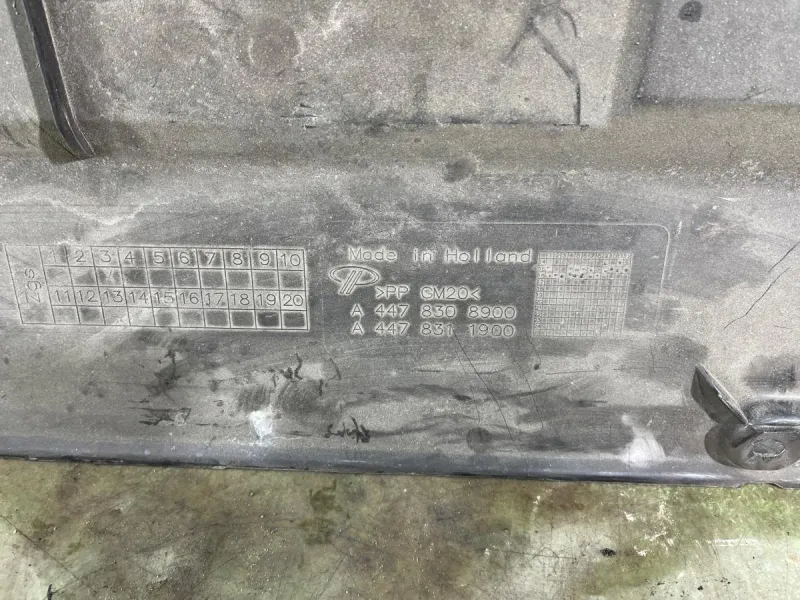 Zgs
1 2 3 4 5 6 7 8 9 10
11 12 13 14 15 16 17 18 19 20
Made in Holland
>PP GM20<
A 447 830 8900
A 447 831 1900